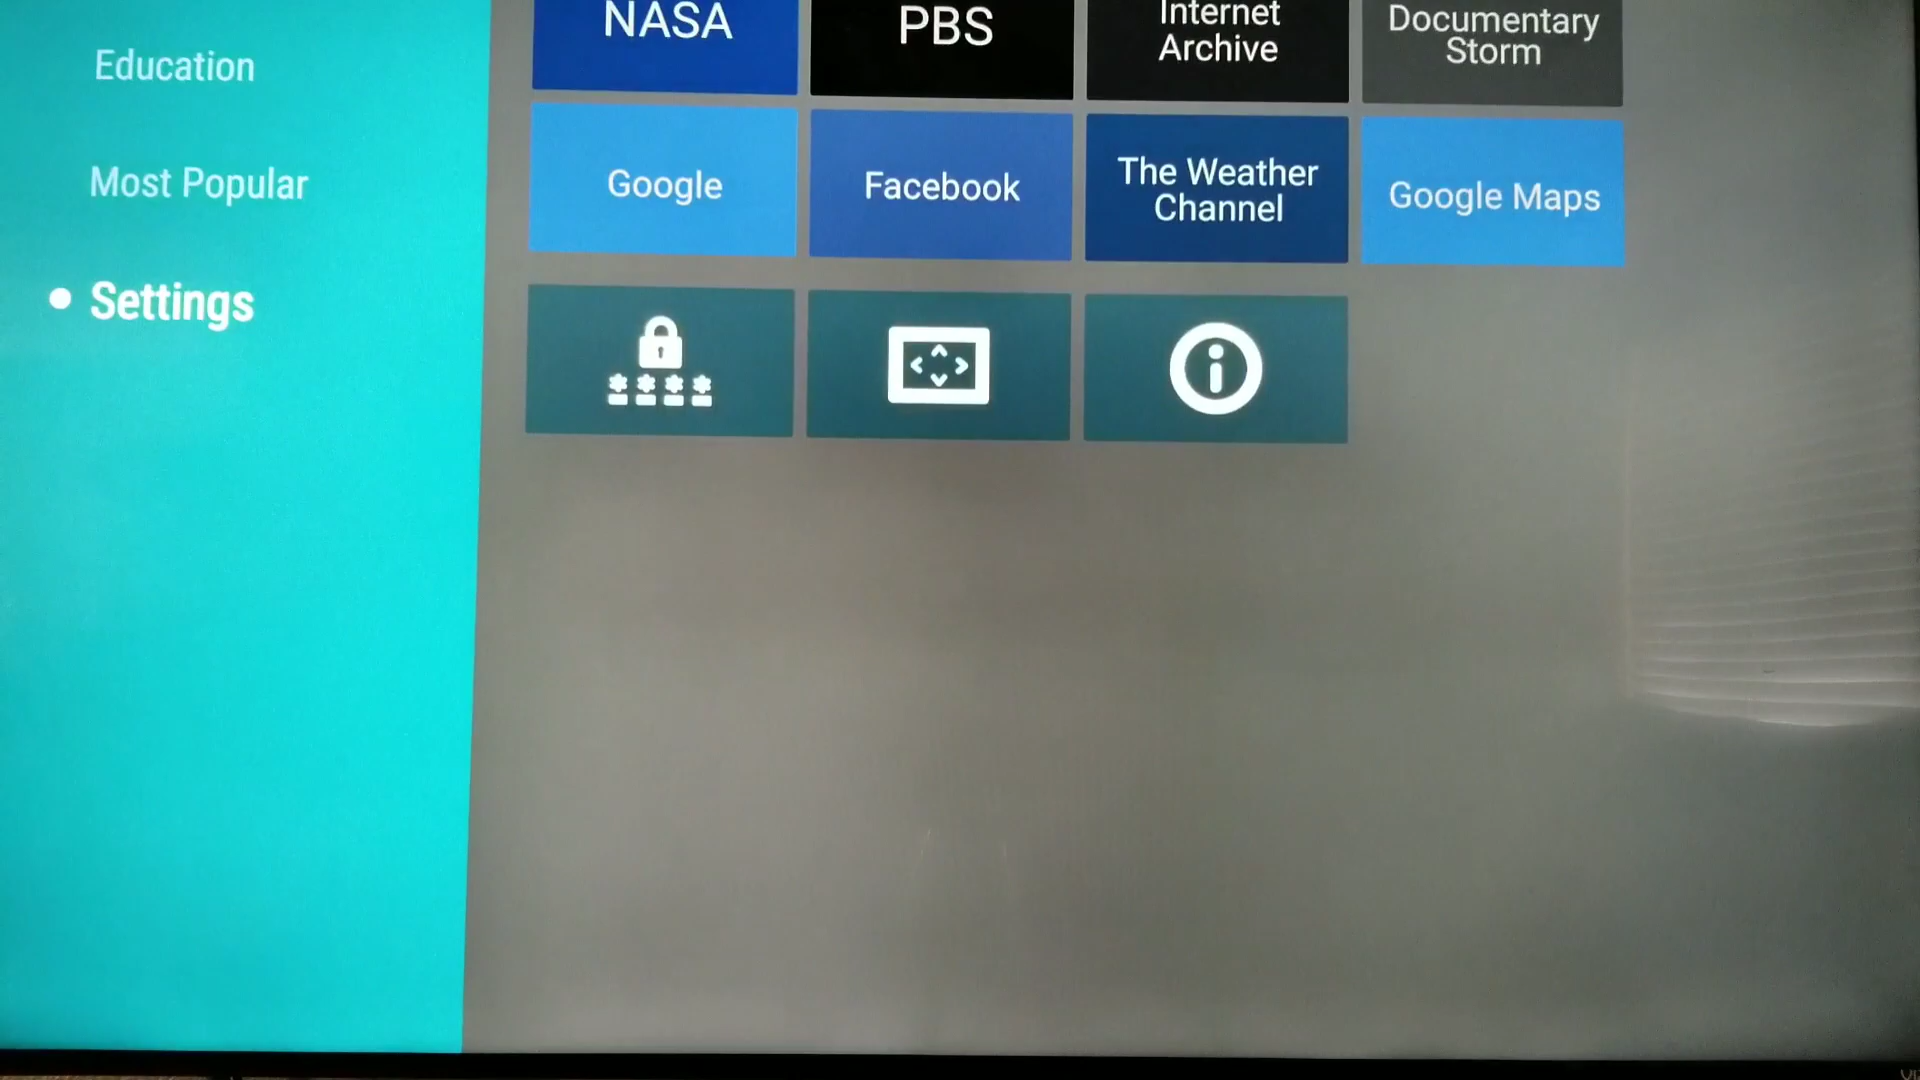 Education
Most Popular
Settings
NASA
PBS
Internet
Archive
Documentary
Storm
Google
Facebook
The Weather
Channel
Google Maps